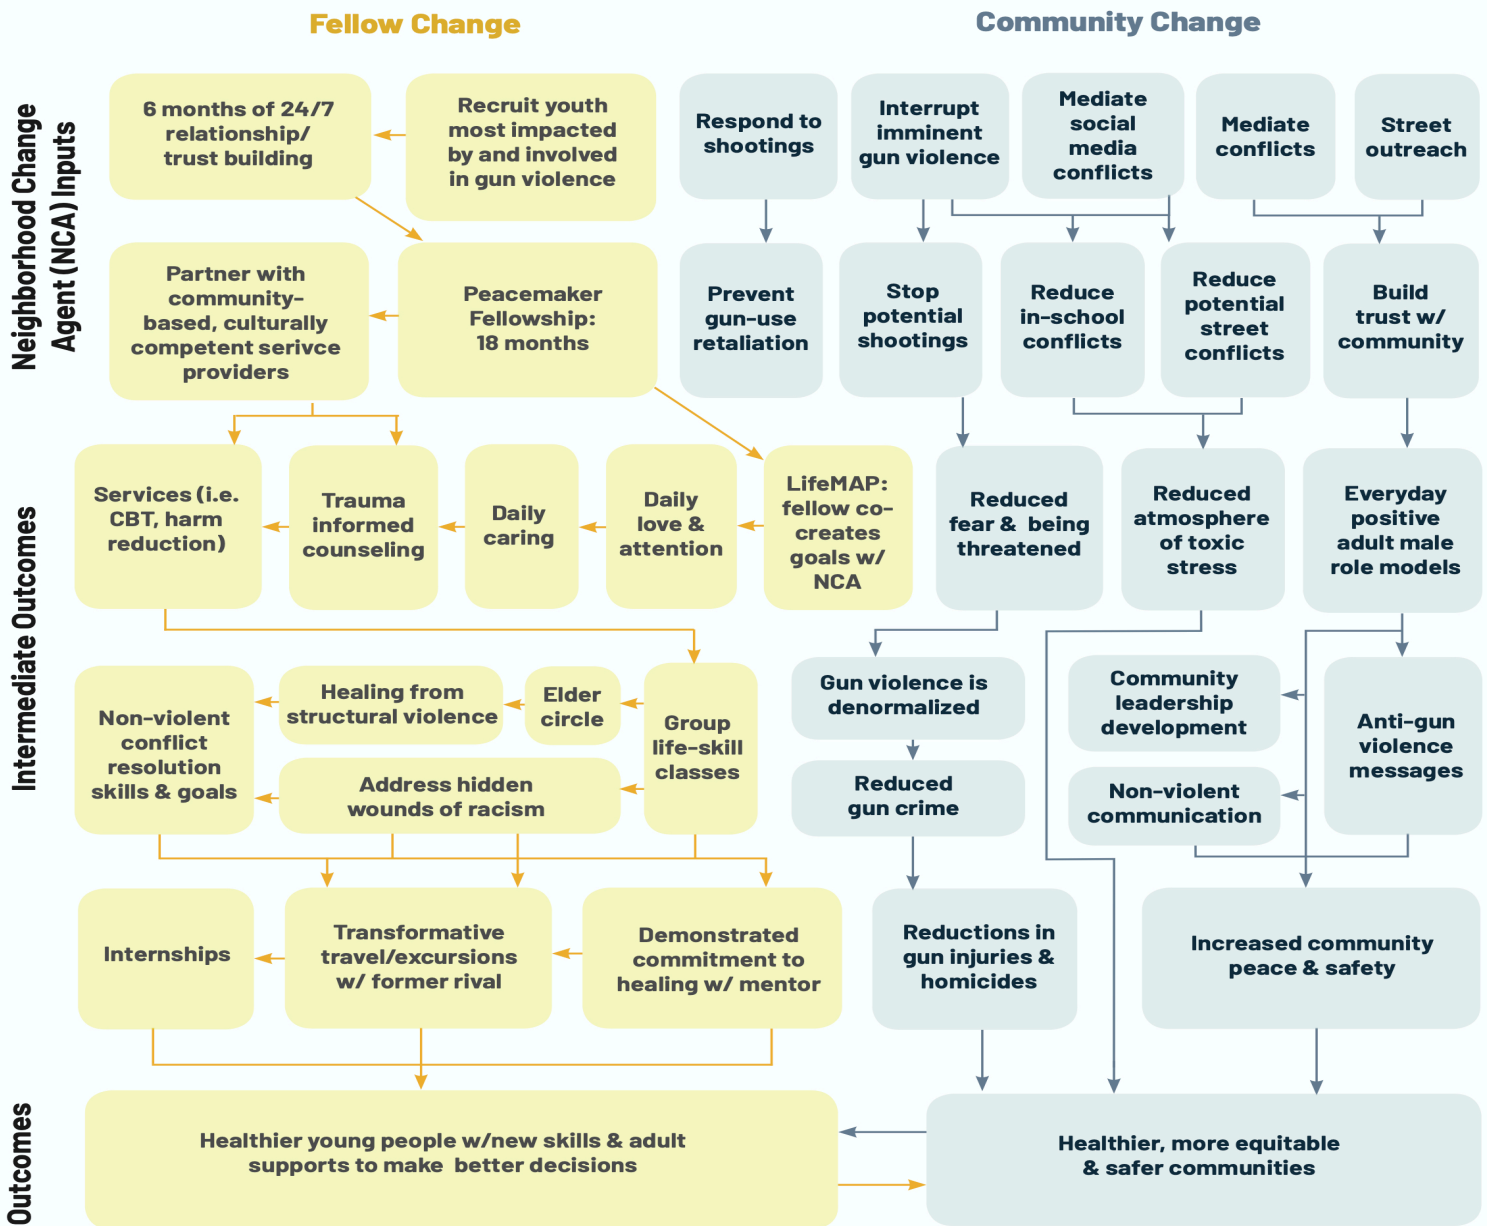 Fellow Change
Community Change
Neighborhood Change
Agent (NCA) Inputs
6 months of 24/7
relationship/
trust building
Recruit youth
most impacted
by and involved
in gun violence
Respond to
shootings
Interrupt
imminent
gun violence
Mediate
social
media
conflicts
Mediate
conflicts
Street
outreach
Partner with
community-
based, culturally
competent serivce
providers
Peacemaker
Fellowship:
18 months
Prevent
gun-use
retaliation
Stop
potential
shootings
Reduce
in-school
conflicts
Reduce
potential
street
conflicts
Build
trust w/
community
Intermediate Outcomes
Services (i.e.
CBT, harm
reduction)
Trauma
informed
counseling
Daily
caring
Daily
love &
attention
LifeMAP:
fellow co-
creates
goals w/
NCA
Reduced
fear & being
threatened
Reduced
atmosphere
of toxic
stress
Everyday
positive
adult male
role models
Non-violent
conflict
resolution
skills & goals
Healing from
structural violence
Elder
circle
Group
life-skill
classes
Address hidden
wounds of racism
Gun violence is
denormalized
Reduced
gun crime
Community
leadership
development
Non-violent
communication
Anti-gun
violence
messages
Internships
Transformative
travel/excursions
w/ former rival
Demonstrated
commitment to
healing w/ mentor
Reductions in
gun injuries &
homicides
Increased community
peace & safety
Outcomes
Healthier young people w/new skills & adult
supports to make better decisions
Healthier, more equitable
& safer communities